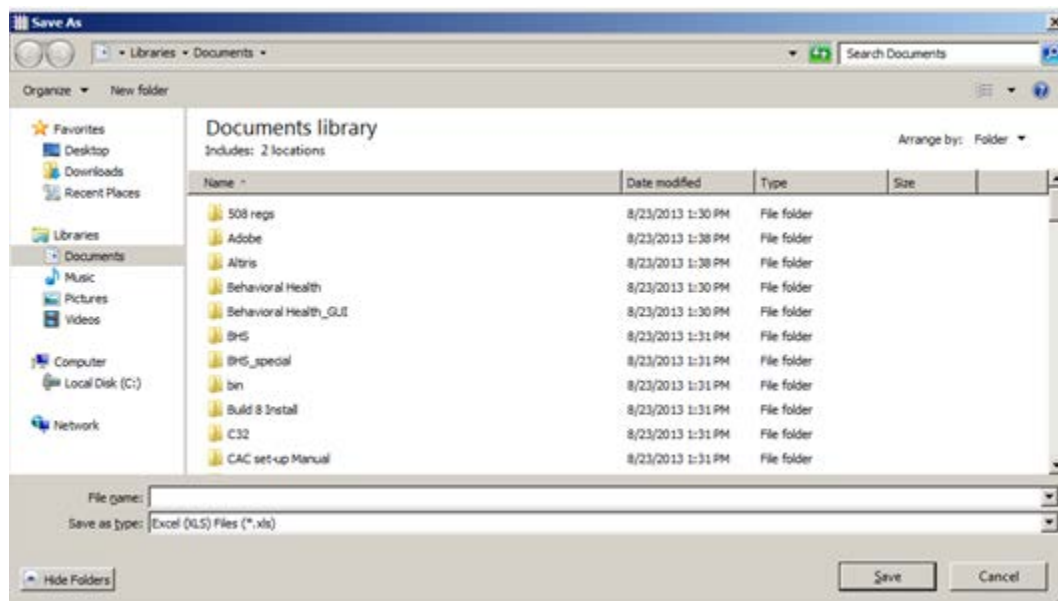 Save As
Libraries Documents
Search Documents
Organize New folder
Favorites
Desktop
Downloads
Recent Places
Libraries
Documents
Music
Pictures
Videos
Computer
Local Disk (C:)
Network
Documents library
Includes: 2 locations
Arrange by: Folder
Name Date modified Type Size
508 regs 8/23/2013 1:30 PM File folder
Adobe 8/23/2013 1:38 PM File folder
Altiris 8/23/2013 1:38 PM File folder
Behavioral Health 8/23/2013 1:30 PM File folder
Behavioral Health_GUI 8/23/2013 1:30 PM File folder
BHS 8/23/2013 1:31 PM File folder
BHS_special 8/23/2013 1:31 PM File folder
bin 8/23/2013 1:31 PM File folder
Build 8 Install 8/23/2013 1:31 PM File folder
C32 8/23/2013 1:31 PM File folder
CAC set-up Manual 8/23/2013 1:31 PM File folder
File name:
Save as type: Excel (XLS) Files (*.xls)
Hide Folders
Save Cancel